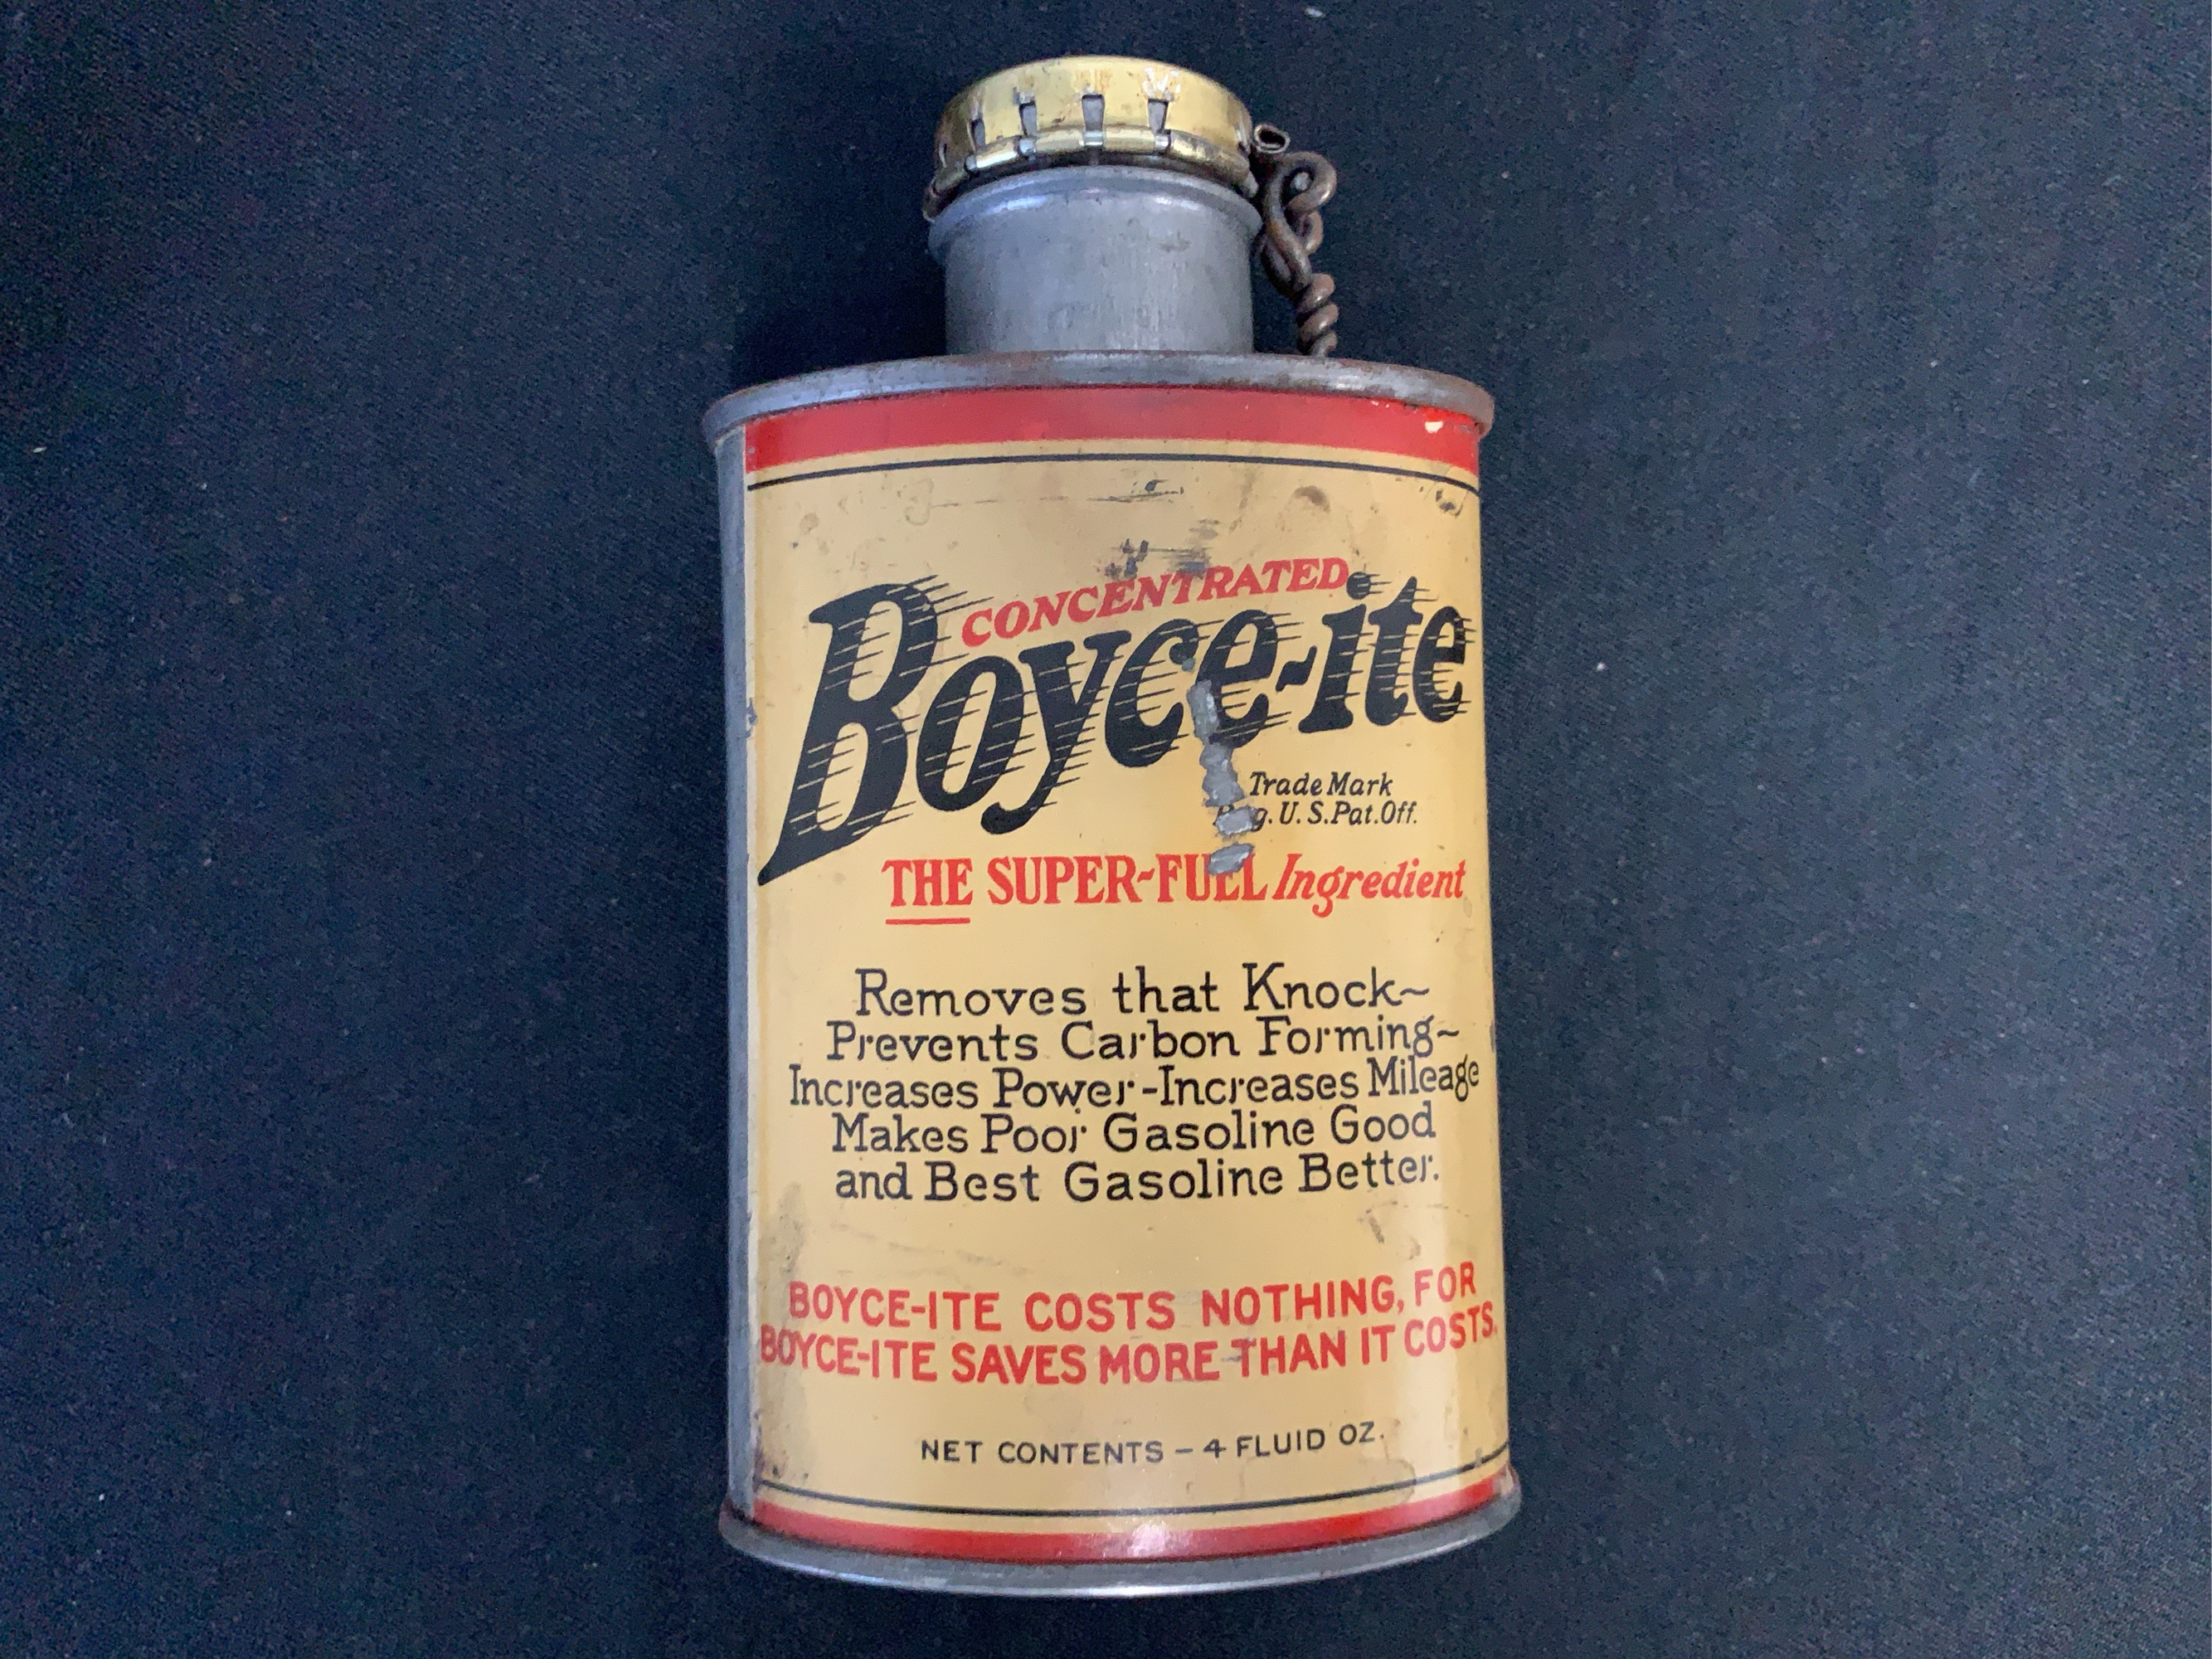 CONCENTRATED
Boyce-ite
Trade Mark
U.S.Pat.Off.
THE SUPER-FUEL Ingredient
Removes that Knock~
Prevents Carbon Forming~
Increases Power-Increases Mileage
Makes Poor Gasoline Good
and Best Gasoline Better.
BOYCE-ITE COSTS NOTHING, FOR
BOYCE-ITE SAVES MORE THAN IT COSTS.
NET CONTENTS – 4 FLUID OZ.